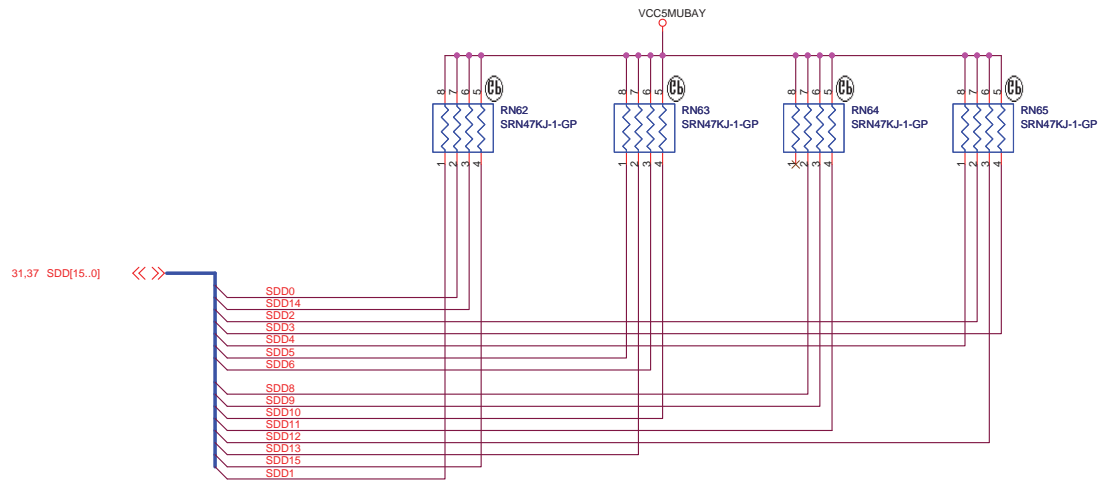 VCC5MUBAY
8 7 6 5
RN62
SRN47KJ-1-GP
1 2 3 4
8 7 6 5
RN63
SRN47KJ-1-GP
1 2 3 4
8 7 6 5
RN64
SRN47KJ-1-GP
1 2 3 4
8 7 6 5
RN65
SRN47KJ-1-GP
1 2 3 4
31,37 SDD[15..0]
SDD0
SDD14
SDD2
SDD3
SDD4
SDD5
SDD6
SDD8
SDD9
SDD10
SDD11
SDD12
SDD13
SDD15
SDD1